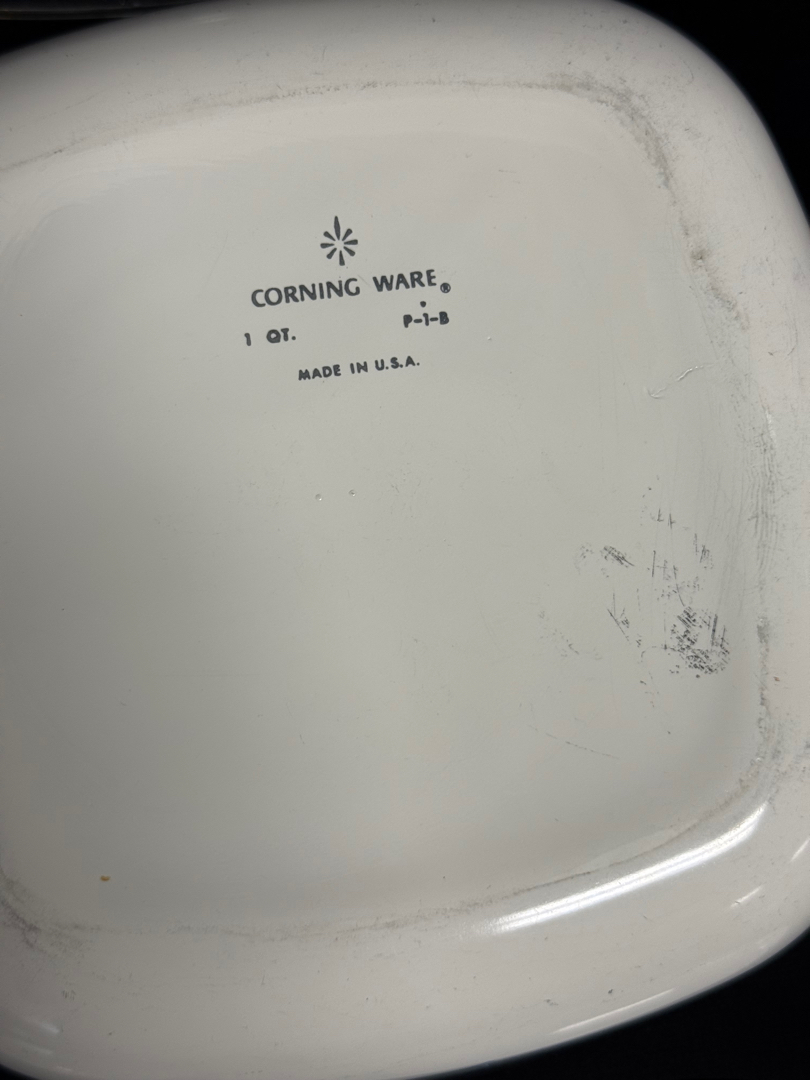 CORNING WARE®
1 QT. P-1-B
MADE IN U.S.A.